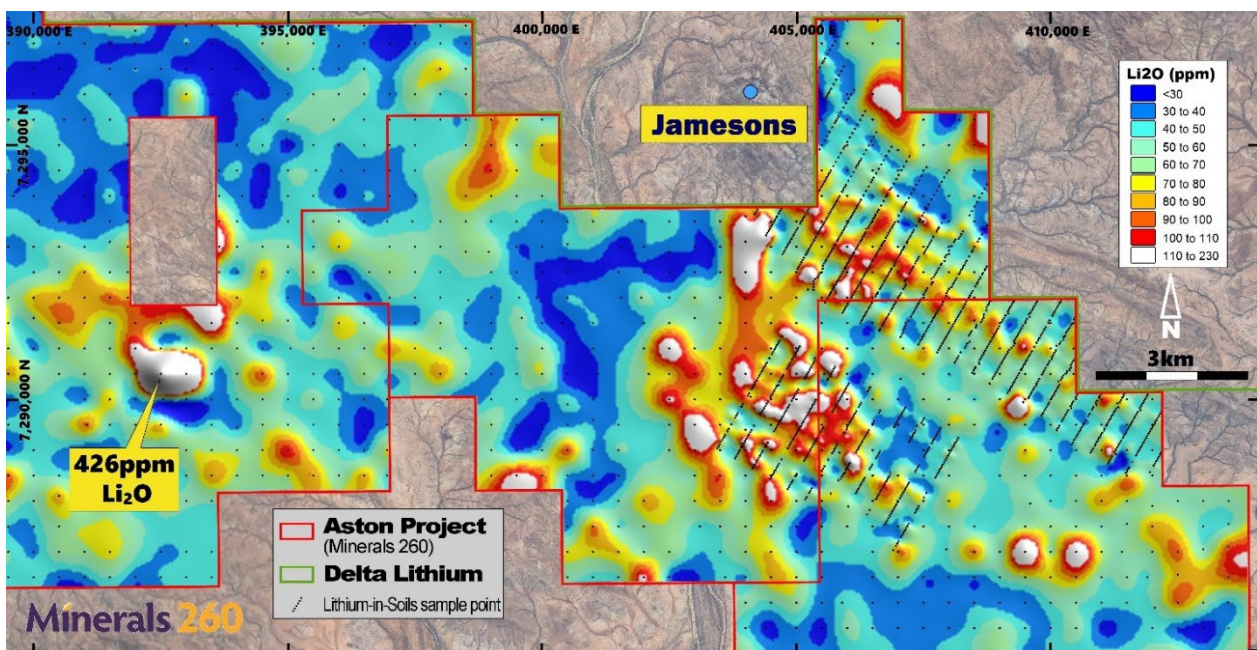 390,000 E
395,000 E
400,000 E
405,000 E
410,000 E
7,295,000 N
7,290,000 N
Jamesons
Li2O (ppm)
<30
30 to 40
40 to 50
50 to 60
60 to 70
70 to 80
80 to 90
90 to 100
100 to 110
110 to 230
N
3km
426ppm
Li₂O
Aston Project
(Minerals 260)
Delta Lithium
Lithium-in-Soils sample point
Minerals 260